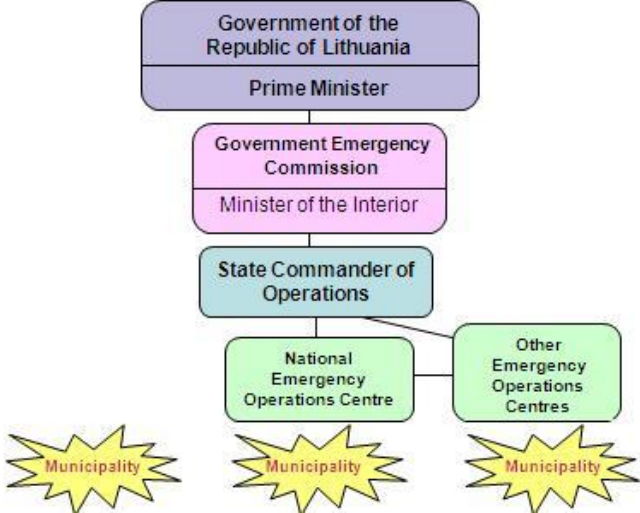 Government of the
Republic of Lithuania
Prime Minister
Government Emergency
Commission
Minister of the Interior
State Commander of
Operations
National
Emergency
Operations Centre
Other
Emergency
Operations
Centres
Municipality
Municipality
Municipality